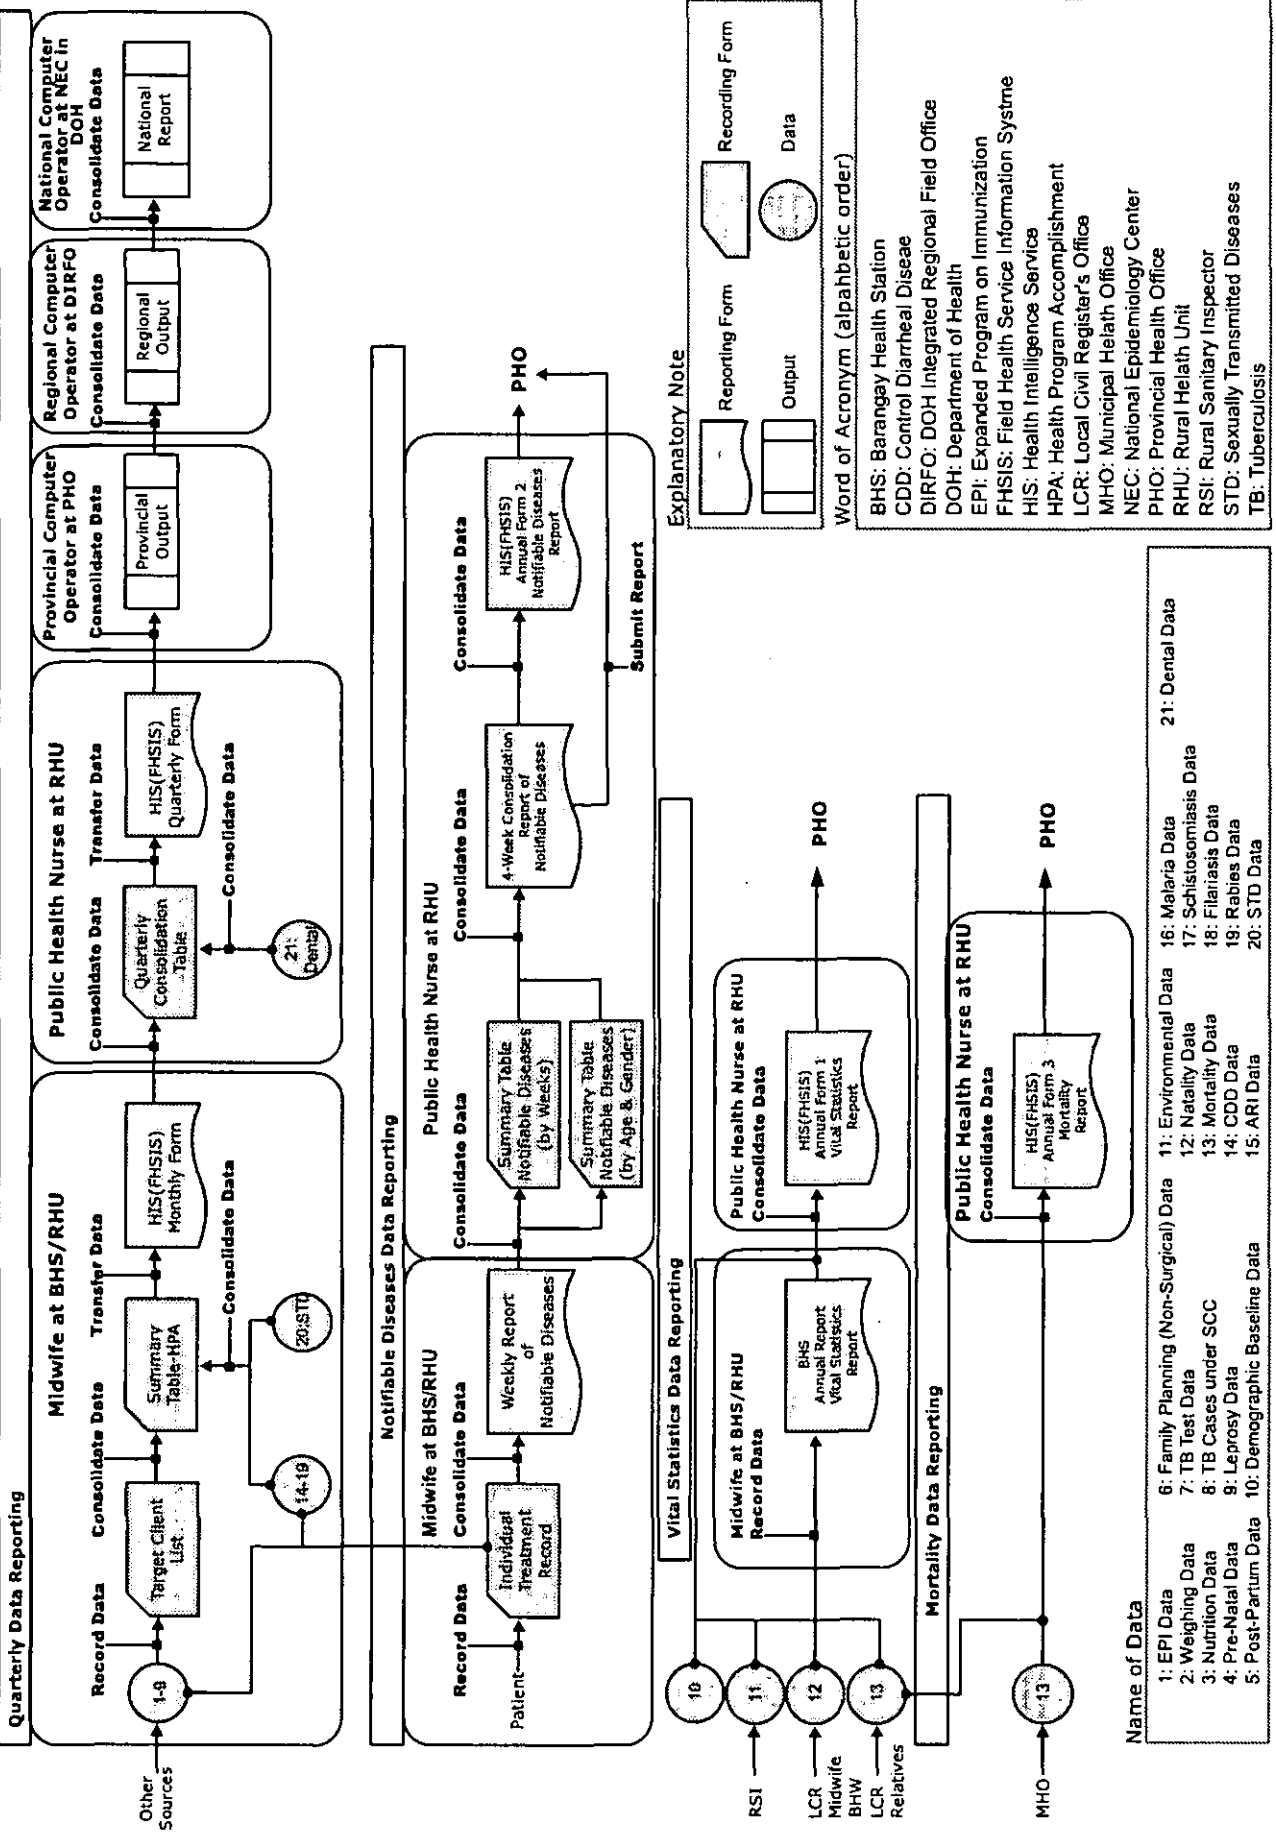 Quarterly Data Reporting
Midwife at BHS/RHU
Record Data
Consolidate Data
Transfer Data
Other
Sources
1-9
Target Client
List
Summary
Table-HPA
HIS(FHSIS)
Monthly Form
Consolidate Data
14-19
20:STD
Public Health Nurse at RHU
Consolidate Data
Transfer Data
Quarterly
Consolidation
Table
HIS(FHSIS)
Quarterly Form
Consolidate Data
21:
Dental
Provincial Computer
Operator at PHO
Consolidate Data
Provincial
Output
Regional Computer
Operator at DIRFO
Consolidate Data
Regional
Output
National Computer
Operator at NEC in
DOH
Consolidate Data
National
Report
Notifiable Diseases Data Reporting
Midwife at BHS/RHU
Record Data
Consolidate Data
Patient
Individual
Treatment
Record
Weekly Report
of
Notifiable Diseases
Public Health Nurse at RHU
Consolidate Data
Consolidate Data
Consolidate Data
Summary Table
Notifiable Diseases
(by Weeks)
Summary Table
Notifiable Diseases
(by Age & Gender)
4-Week Consolidation
Report of
Notifiable Diseases
HIS(FHSIS)
Annual Form 2
Notifiable Diseases
Report
PHO
Submit Report
Vital Statistics Data Reporting
Midwife at BHS/RHU
Record Data
10
RSI
11
LCR
Midwife
BHW
12
LCR
Relatives
13
BHS
Annual Report
Vital Statistics
Report
Public Health Nurse at RHU
Consolidate Data
HIS(FHSIS)
Annual Form 1
Vital Statistics
Report
PHO
Mortality Data Reporting
MHO
13
Public Health Nurse at RHU
Consolidate Data
HIS(FHSIS)
Annual Form 3
Mortality
Report
PHO
Explanatory Note
Reporting Form
Recording Form
Output
Data
Word of Acronym (alpahbetic order)
BHS: Barangay Health Station
CDD: Control Diarrheal Diseae
DIRFO: DOH Integrated Regional Field Office
DOH: Department of Health
EPI: Expanded Program on Immunization
FHSIS: Field Health Service Information Systme
HIS: Health Intelligence Service
HPA: Health Program Accomplishment
LCR: Local Civil Register's Office
MHO: Municipal Helath Office
NEC: National Epidemiology Center
PHO: Provincial Health Office
RHU: Rural Helath Unit
RSI: Rural Sanitary Inspector
STD: Sexually Transmitted Diseases
TB: Tuberculosis
Name of Data
1: EPI Data
2: Weighing Data
3: Nutrition Data
4: Pre-Natal Data
5: Post-Partum Data
6: Family Planning (Non-Surgical) Data
7: TB Test Data
8: TB Cases under SCC
9: Leprosy Data
10: Demographic Baseline Data
11: Environmental Data
12: Natality Data
13: Mortality Data
14: CDD Data
15: ARI Data
16: Malaria Data
17: Schistosomiasis Data
18: Filariasis Data
19: Rabies Data
20: STD Data
21: Dental Data